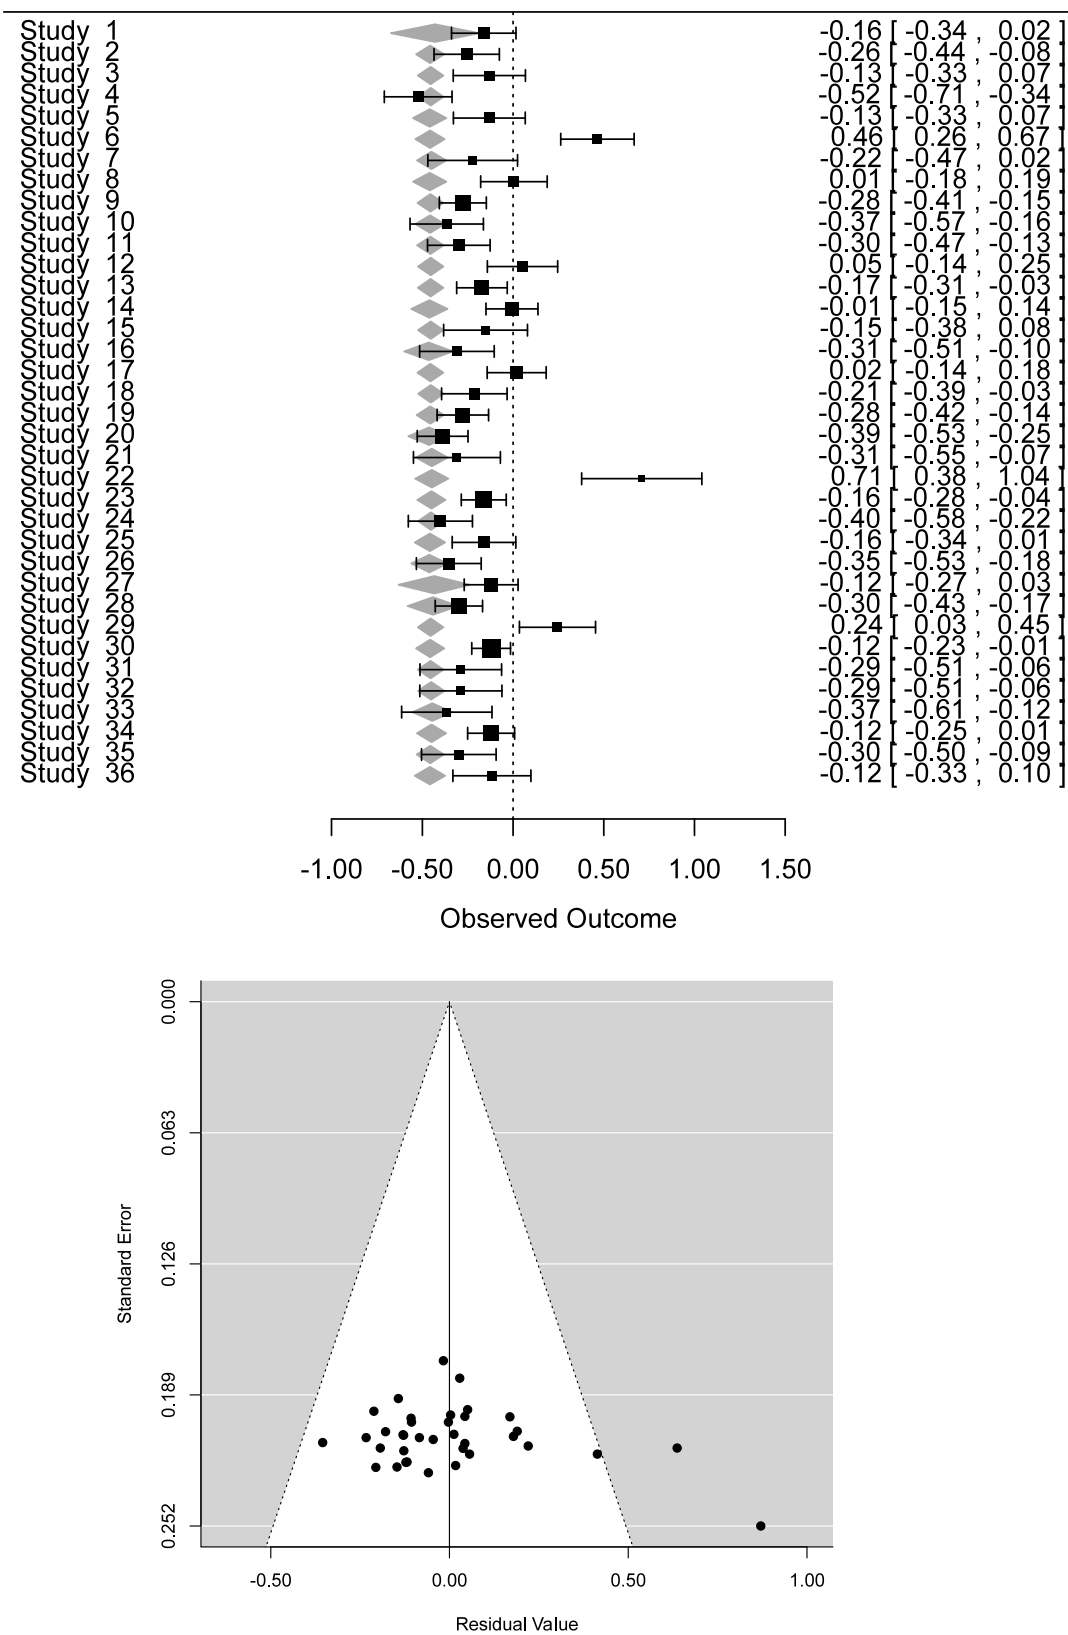 Study 1 -0.16 [ -0.34 , 0.02 ]
Study 2 -0.26 [ -0.44 , -0.08 ]
Study 3 -0.13 [ -0.33 , 0.07 ]
Study 4 -0.52 [ -0.71 , -0.34 ]
Study 5 -0.13 [ -0.33 , 0.07 ]
Study 6 0.46 [ 0.26 , 0.67 ]
Study 7 -0.22 [ -0.47 , 0.02 ]
Study 8 0.01 [ -0.18 , 0.19 ]
Study 9 -0.28 [ -0.41 , -0.15 ]
Study 10 -0.37 [ -0.57 , -0.16 ]
Study 11 -0.30 [ -0.47 , -0.13 ]
Study 12 0.05 [ -0.14 , 0.25 ]
Study 13 -0.17 [ -0.31 , -0.03 ]
Study 14 -0.01 [ -0.15 , 0.14 ]
Study 15 -0.15 [ -0.38 , 0.08 ]
Study 16 -0.31 [ -0.51 , -0.10 ]
Study 17 0.02 [ -0.14 , 0.18 ]
Study 18 -0.21 [ -0.39 , -0.03 ]
Study 19 -0.28 [ -0.42 , -0.14 ]
Study 20 -0.39 [ -0.53 , -0.25 ]
Study 21 -0.31 [ -0.55 , -0.07 ]
Study 22 0.71 [ 0.38 , 1.04 ]
Study 23 -0.16 [ -0.28 , -0.04 ]
Study 24 -0.40 [ -0.58 , -0.22 ]
Study 25 -0.16 [ -0.34 , 0.01 ]
Study 26 -0.35 [ -0.53 , -0.18 ]
Study 27 -0.12 [ -0.27 , 0.03 ]
Study 28 -0.30 [ -0.43 , -0.17 ]
Study 29 0.24 [ 0.03 , 0.45 ]
Study 30 -0.12 [ -0.23 , -0.01 ]
Study 31 -0.29 [ -0.51 , -0.06 ]
Study 32 -0.29 [ -0.51 , -0.06 ]
Study 33 -0.37 [ -0.61 , -0.12 ]
Study 34 -0.12 [ -0.25 , 0.01 ]
Study 35 -0.30 [ -0.50 , -0.09 ]
Study 36 -0.12 [ -0.33 , 0.10 ]
-1.00 -0.50 0.00 0.50 1.00 1.50
Observed Outcome
0.000
0.063
0.126
0.189
0.252
Standard Error
-0.50 0.00 0.50 1.00
Residual Value